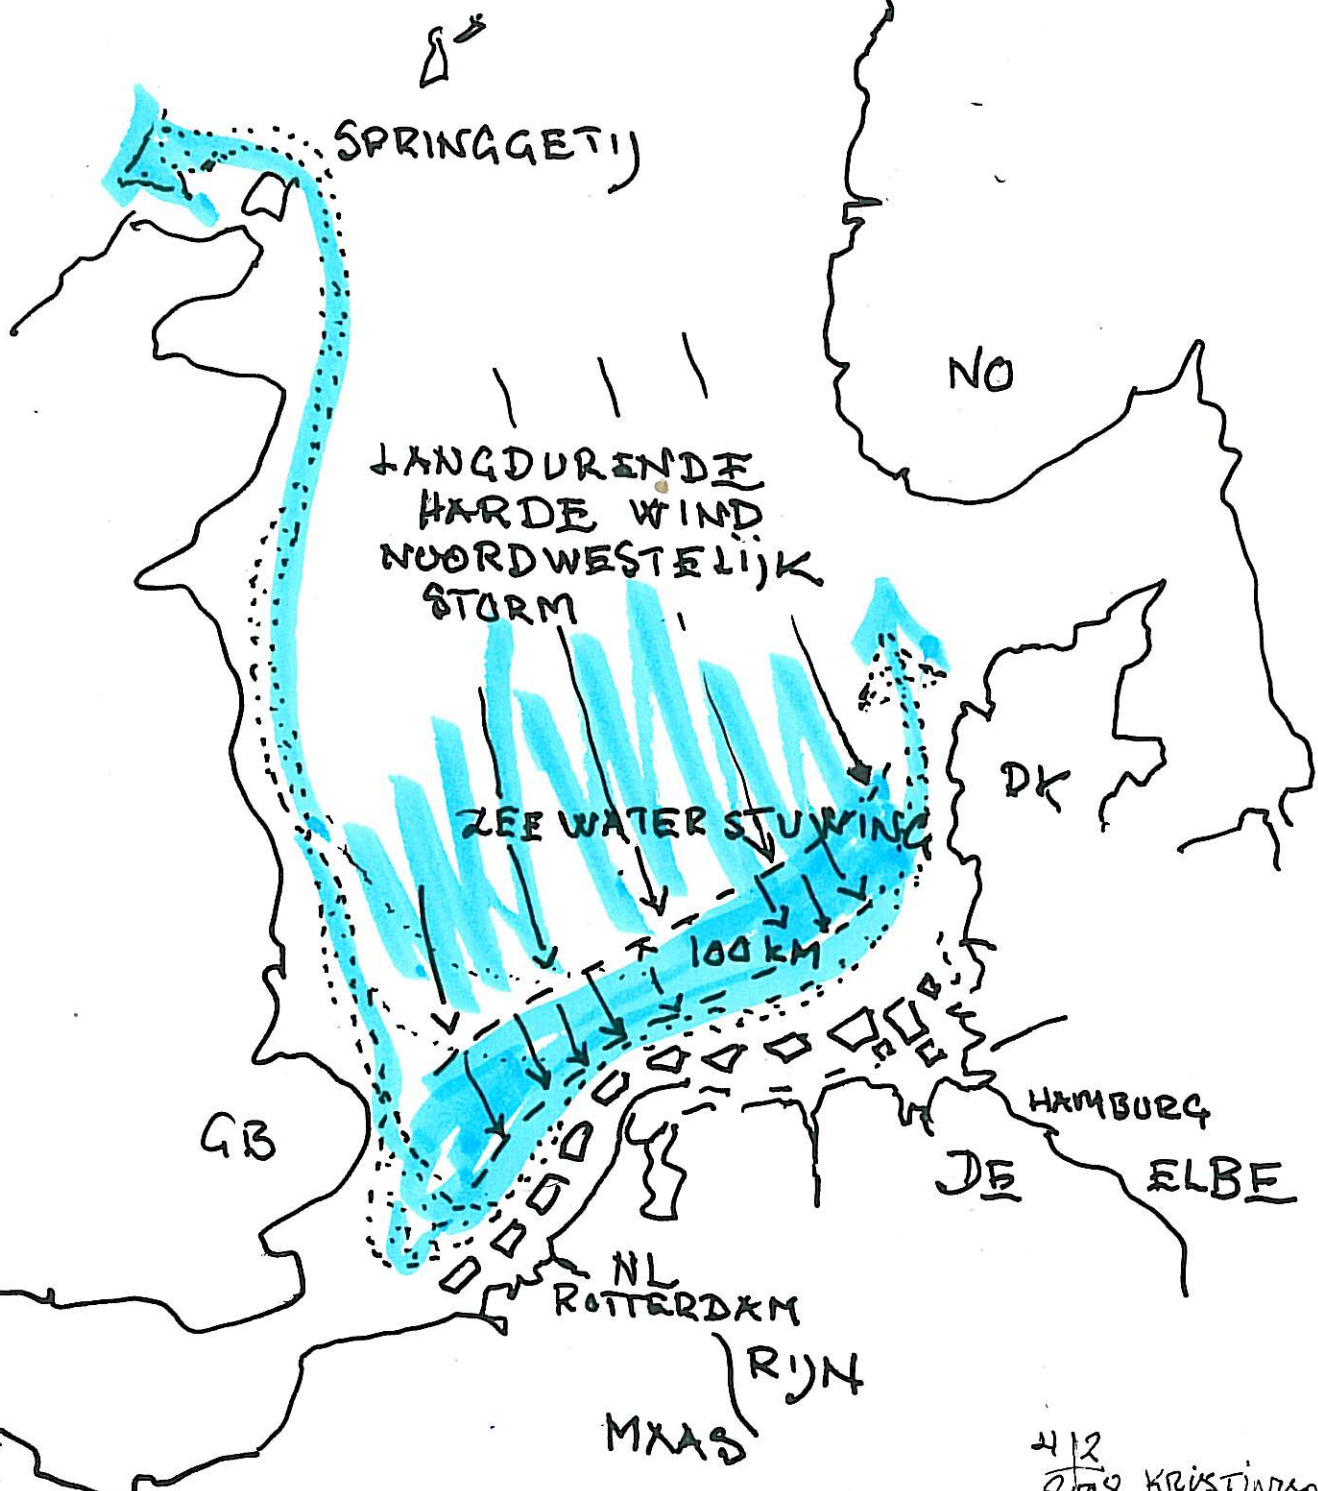 SPRINGGETIJ
NO
LANGDURENDE
HARDE WIND
NOORDWESTELIJK
STORM
DK
ZEE WATER STUWING
100 KM
HAMBURG
GB
DE
ELBE
NL
ROTTERDAM
RIJN
MAAS
4 2